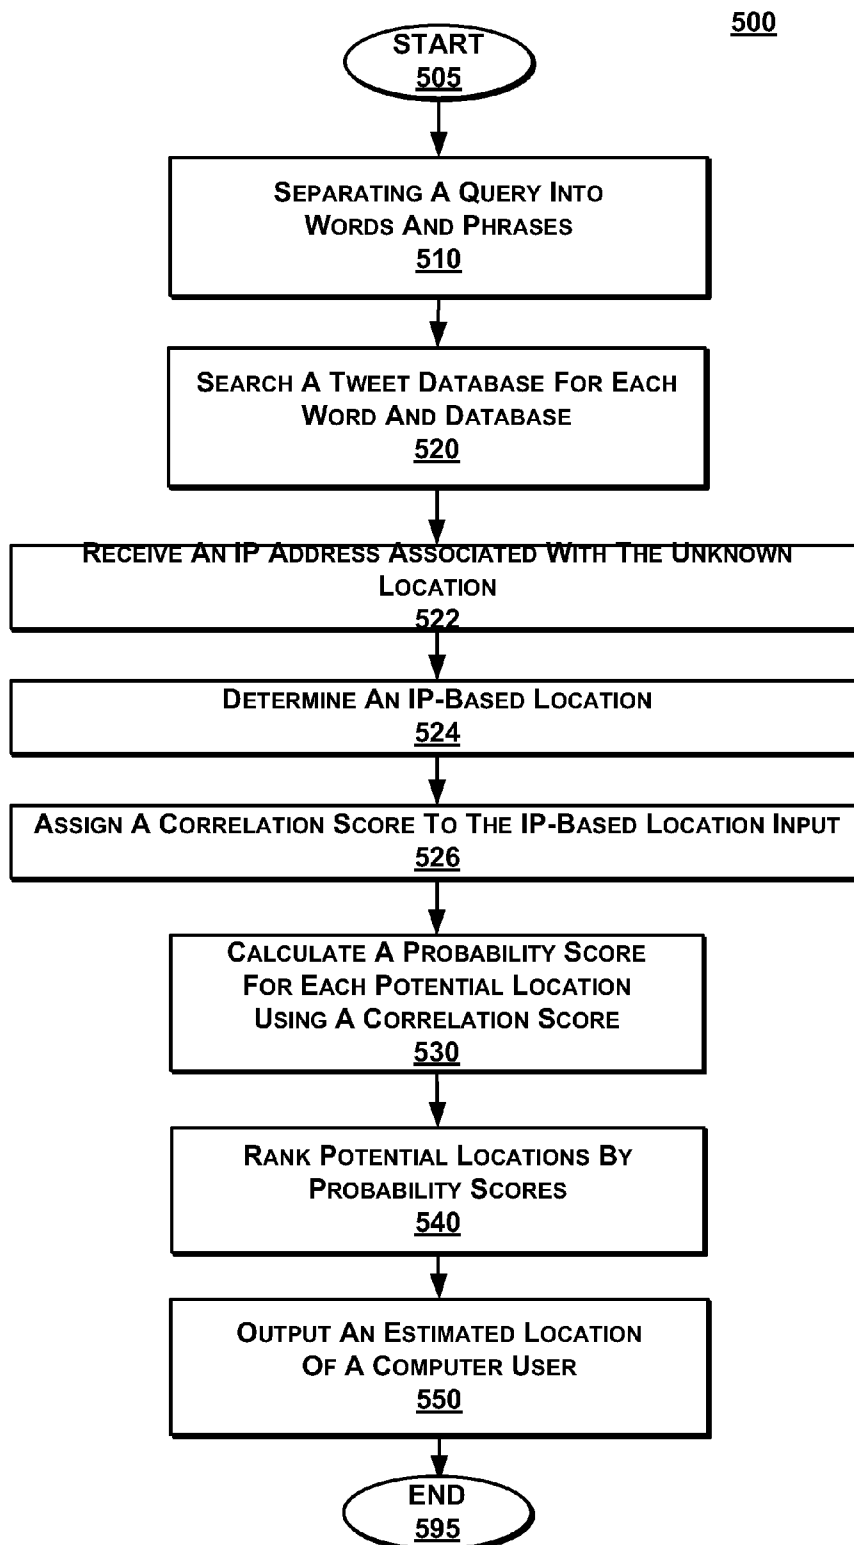 500
START
505
SEPARATING A QUERY INTO
WORDS AND PHRASES
510
SEARCH A TWEET DATABASE FOR EACH
WORD AND DATABASE
520
RECEIVE AN IP ADDRESS ASSOCIATED WITH THE UNKNOWN
LOCATION
522
DETERMINE AN IP-BASED LOCATION
524
ASSIGN A CORRELATION SCORE TO THE IP-BASED LOCATION INPUT
526
CALCULATE A PROBABILITY SCORE
FOR EACH POTENTIAL LOCATION
USING A CORRELATION SCORE
530
RANK POTENTIAL LOCATIONS BY
PROBABILITY SCORES
540
OUTPUT AN ESTIMATED LOCATION
OF A COMPUTER USER
550
END
595